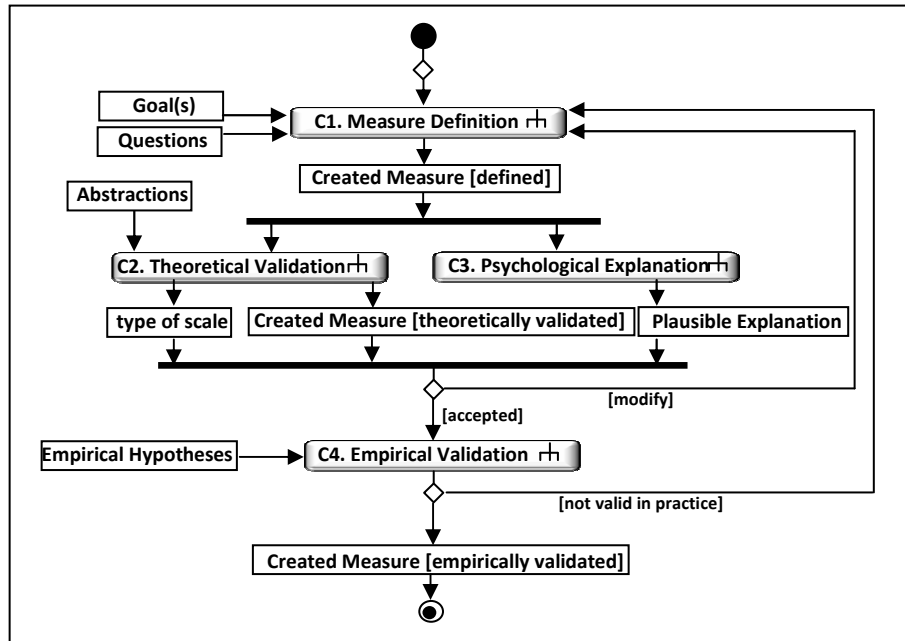 Goal(s)
C1. Measure Definition
Questions
Created Measure [defined]
Abstractions
C2. Theoretical Validation
C3. Psychological Explanation
type of scale
Created Measure [theoretically validated]
Plausible Explanation
[modify]
[accepted]
Empirical Hypotheses
C4. Empirical Validation
[not valid in practice]
Created Measure [empirically validated]